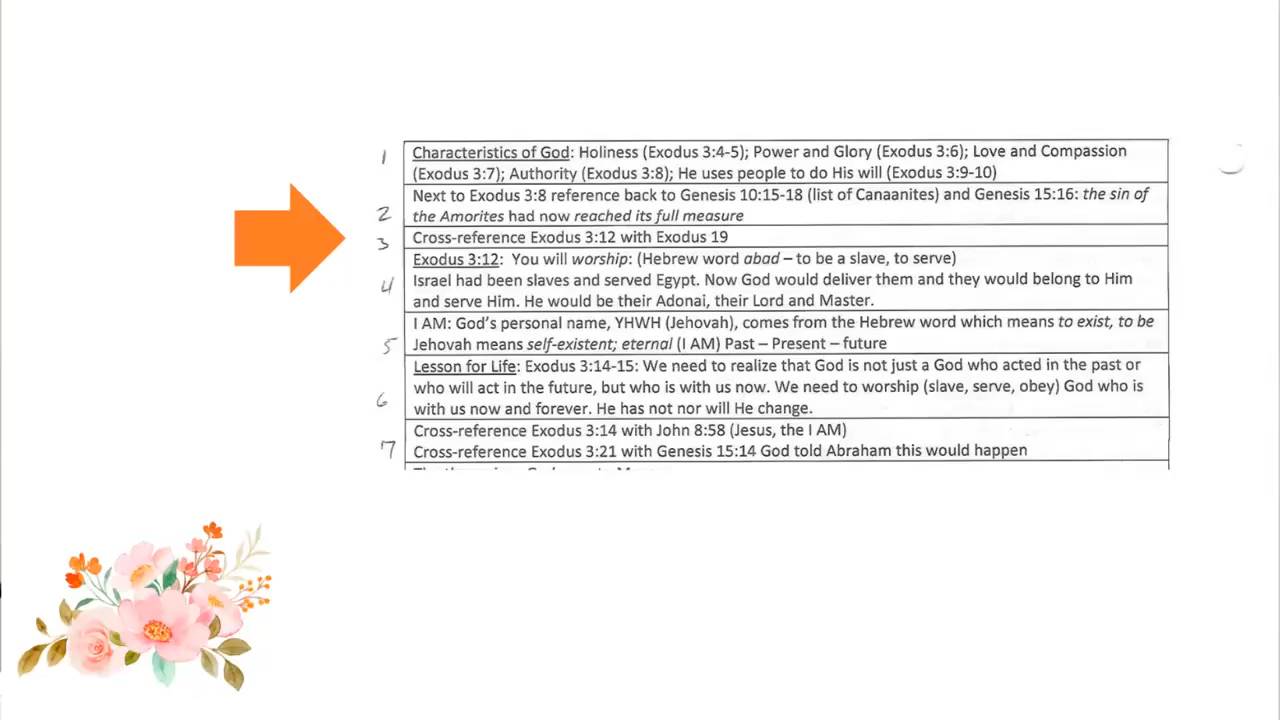 1
Characteristics of God: Holiness (Exodus 3:4-5); Power and Glory (Exodus 3:6); Love and Compassion
(Exodus 3:7); Authority (Exodus 3:8); He uses people to do His will (Exodus 3:9-10)
Next to Exodus 3:8 reference back to Genesis 10:15-18 (list of Canaanites) and Genesis 15:16: the sin of
2 the Amorites had now reached its full measure
3 Cross-reference Exodus 3:12 with Exodus 19
Exodus 3:12: You will worship: (Hebrew word abad – to be a slave, to serve)
4 Israel had been slaves and served Egypt. Now God would deliver them and they would belong to Him
and serve Him. He would be their Adonai, their Lord and Master.
I AM: God's personal name, YHWH (Jehovah), comes from the Hebrew word which means to exist, to be
5 Jehovah means self-existent; eternal (I AM) Past – Present – future
Lesson for Life: Exodus 3:14-15: We need to realize that God is not just a God who acted in the past or
who will act in the future, but who is with us now. We need to worship (slave, serve, obey) God who is
6 with us now and forever. He has not nor will He change.
Cross-reference Exodus 3:14 with John 8:58 (Jesus, the I AM)
7 Cross-reference Exodus 3:21 with Genesis 15:14 God told Abraham this would happen